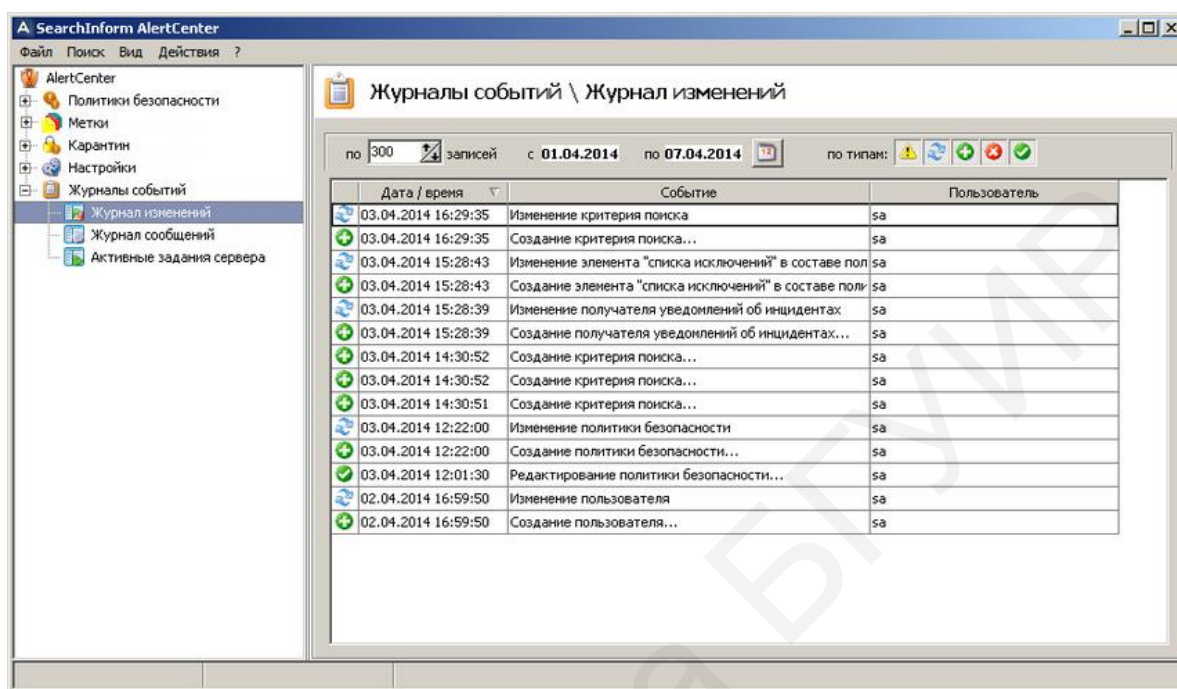 SearchInform AlertCenter
Файл Поиск Вид Действия ?
AlertCenter
Политики безопасности
Метки
Карантин
Настройки
Журналы событий
Журнал изменений
Журнал сообщений
Активные задания сервера
Журналы событий \ Журнал изменений
по 300 записей с 01.04.2014 по 07.04.2014 по типам:
Дата / время Событие Пользователь
03.04.2014 16:29:35 Изменение критерия поиска sa
03.04.2014 16:29:35 Создание критерия поиска... sa
03.04.2014 15:28:43 Изменение элемента "списка исключений" в составе пол sa
03.04.2014 15:28:43 Создание элемента "списка исключений" в составе поли sa
03.04.2014 15:28:39 Изменение получателя уведомлений об инцидентах sa
03.04.2014 15:28:39 Создание получателя уведомлений об инцидентах... sa
03.04.2014 14:30:52 Создание критерия поиска... sa
03.04.2014 14:30:52 Создание критерия поиска... sa
03.04.2014 14:30:51 Создание критерия поиска... sa
03.04.2014 12:22:00 Изменение политики безопасности sa
03.04.2014 12:22:00 Создание политики безопасности... sa
03.04.2014 12:01:30 Редактирование политики безопасности... sa
02.04.2014 16:59:50 Изменение пользователя sa
02.04.2014 16:59:50 Создание пользователя... sa
БГУИР